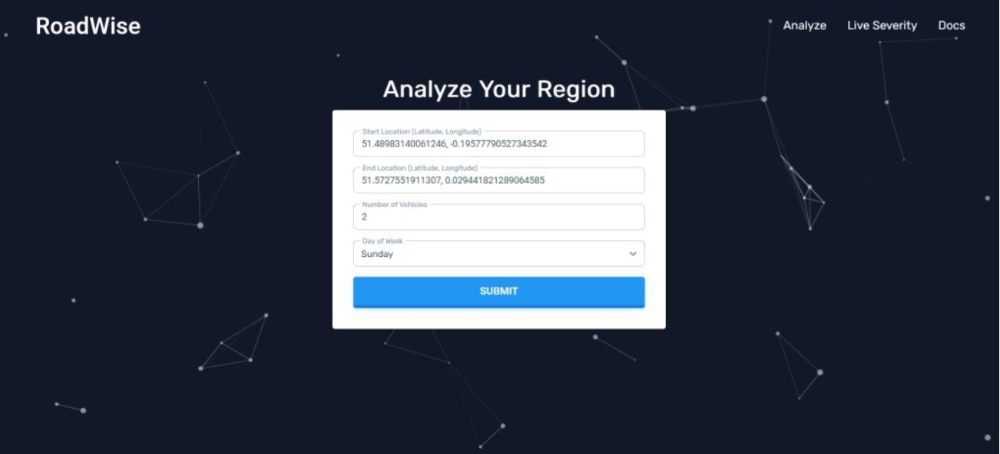 RoadWise
Analyze Live Severity Docs
Analyze Your Region
Start Location (Latitude, Longitude)
51.48983140061246, -0.19577790527343542
End Location (Latitude, Longitude)
51.5727551911307, 0.029441821289064585
Number of Vehicles
2
Day of Week
Sunday
SUBMIT